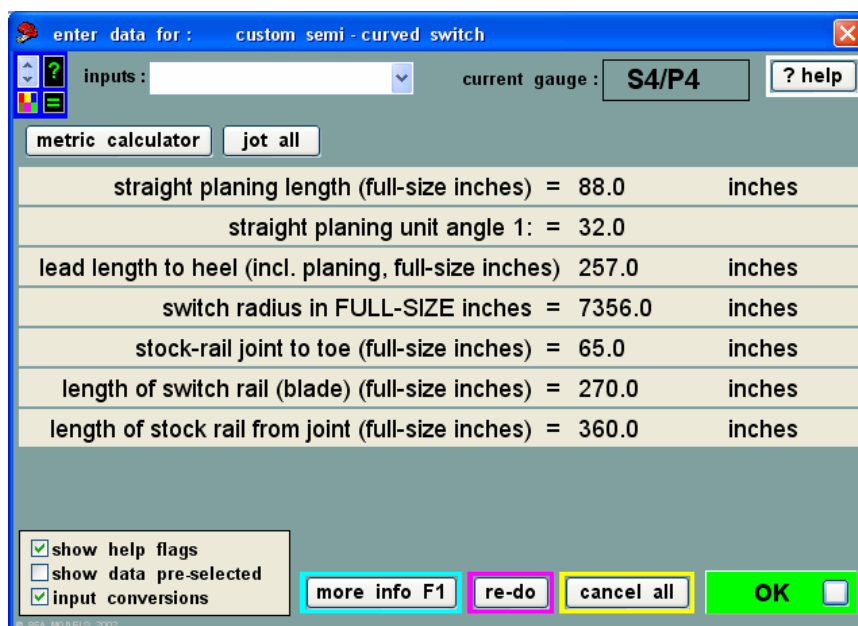 enter data for :      custom semi - curved switch
?
inputs :
current gauge : S4/P4
? help
=
metric calculator
jot all
straight planing length (full-size inches) = 88.0 inches
straight planing unit angle 1: = 32.0
lead length to heel (incl. planing, full-size inches) 257.0 inches
switch radius in FULL-SIZE inches = 7356.0 inches
stock-rail joint to toe (full-size inches) = 65.0 inches
length of switch rail (blade) (full-size inches) = 270.0 inches
length of stock rail from joint (full-size inches) = 360.0 inches
show help flags
show data pre-selected
input conversions
more info F1
re-do
cancel all
OK